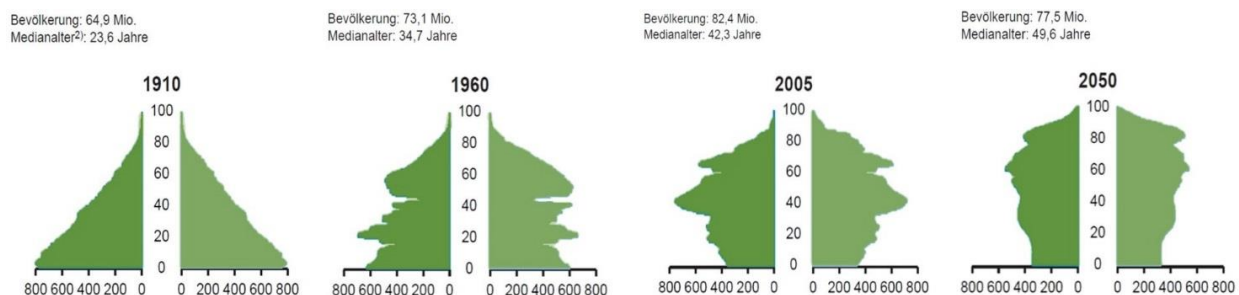 Bevölkerung: 64,9 Mio.
Medianalter2): 23,6 Jahre
1910
100
80
60
40
20
0
800 600 400 200 0
0 200 400 600 800
Bevölkerung: 73,1 Mio.
Medianalter: 34,7 Jahre
1960
100
80
60
40
20
0
800 600 400 200 0
0 200 400 600 800
Bevölkerung: 82,4 Mio.
Medianalter: 42,3 Jahre
2005
100
80
60
40
20
0
800 600 400 200 0
0 200 400 600 800
Bevölkerung: 77,5 Mio.
Medianalter: 49,6 Jahre
2050
100
80
60
40
20
0
800 600 400 200 0
0 200 400 600 800